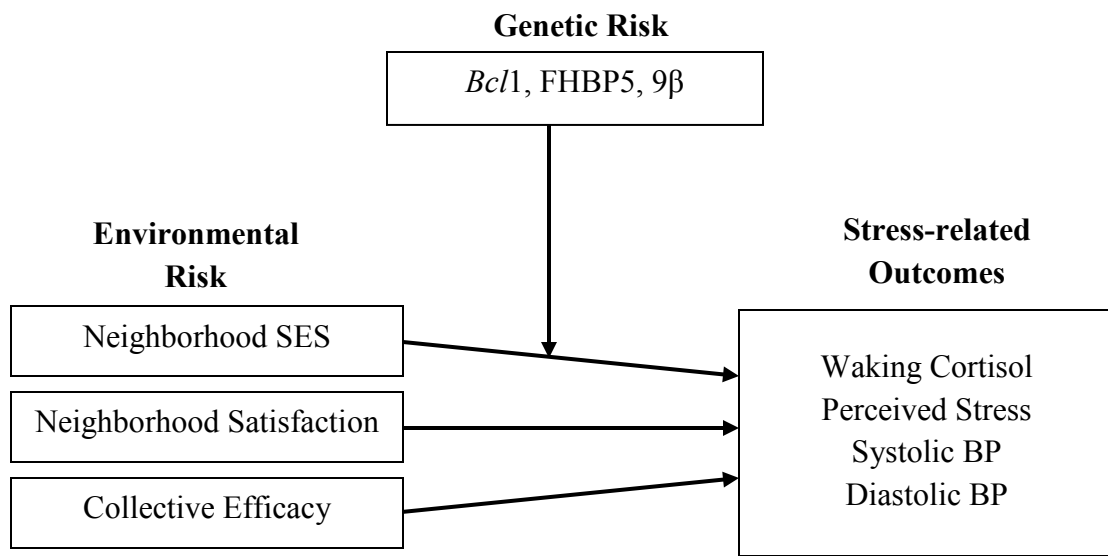 Genetic Risk
Bcl1, FHBP5, 9β
Environmental
Risk
Neighborhood SES
Neighborhood Satisfaction
Collective Efficacy
Stress-related
Outcomes
Waking Cortisol
Perceived Stress
Systolic BP
Diastolic BP